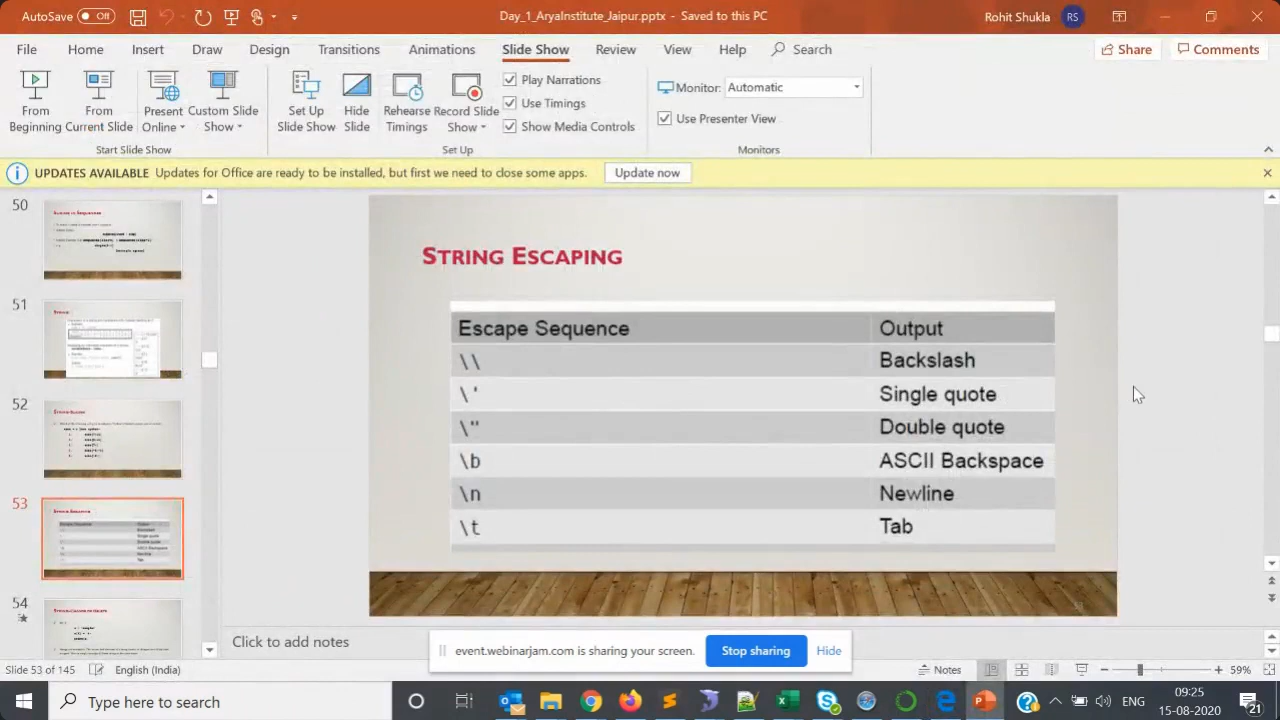 AutoSave Off Day_1_AryaInstitute_Jaipur.pptx - Saved to this PC Rohit Shukla RS
File Home Insert Draw Design Transitions Animations Slide Show Review View Help Search Share Comments
From Beginning
From Current Slide
Present Online
Custom Slide Show
Set Up Slide Show
Hide Slide
Rehearse Timings
Record Slide Show
Play Narrations
Use Timings
Show Media Controls
Monitor: Automatic
Use Presenter View
Start Slide Show Set Up Monitors
UPDATES AVAILABLE Updates for Office are ready to be installed, but first we need to close some apps. Update now
50
51
52
53
54
STRING ESCAPING
Escape Sequence Output
\\ Backslash
\' Single quote
\" Double quote
\b ASCII Backspace
\n Newline
\t Tab
Click to add notes
event.webinarjam.com is sharing your screen. Stop sharing Hide
Slide 53 of 145 English (India) Notes 59%
Type here to search
ENG
09:25
15-08-2020
21